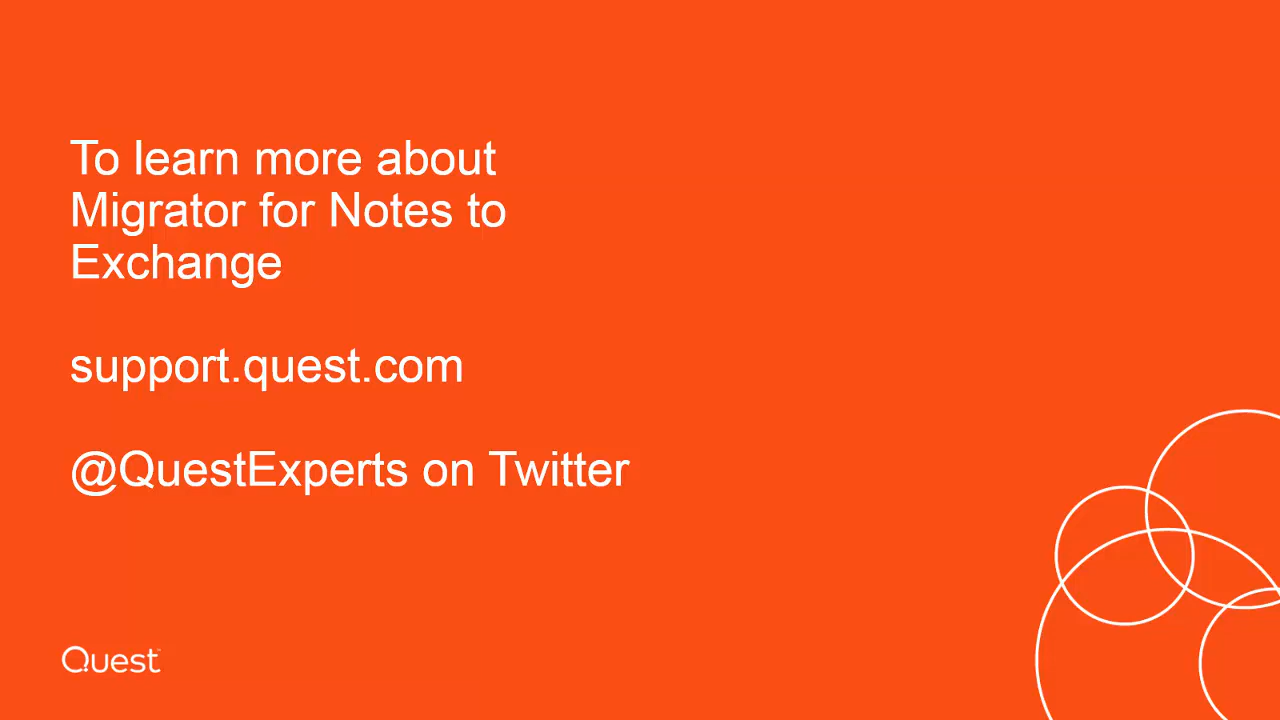 To learn more about
Migrator for Notes to
Exchange
support.quest.com
@QuestExperts on Twitter
Quest